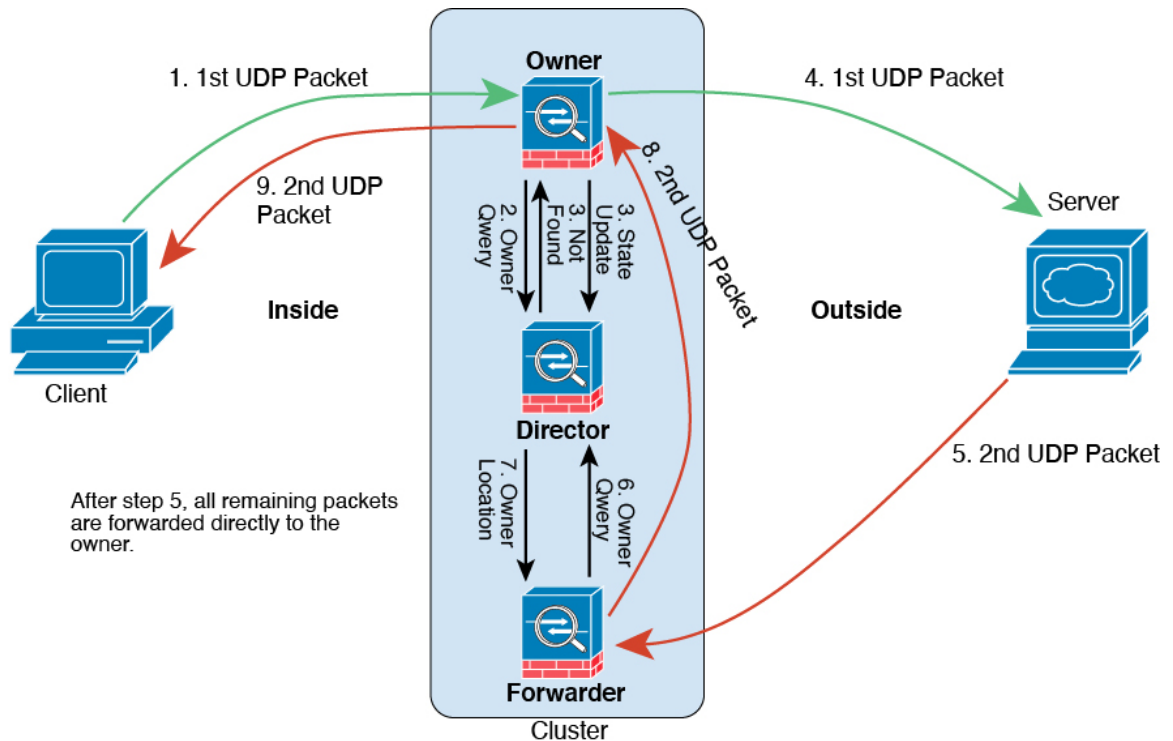 Owner
1. 1st UDP Packet
4. 1st UDP Packet
9. 2nd UDP
Packet
2. Owner
Qwery
3. Not
Found
3. State
Update
8. 2nd UDP Packet
Server
Inside
Outside
Client
Director
5. 2nd UDP Packet
7. Owner
Location
6. Owner
Qwery
After step 5, all remaining packets
are forwarded directly to the
owner.
Forwarder
Cluster